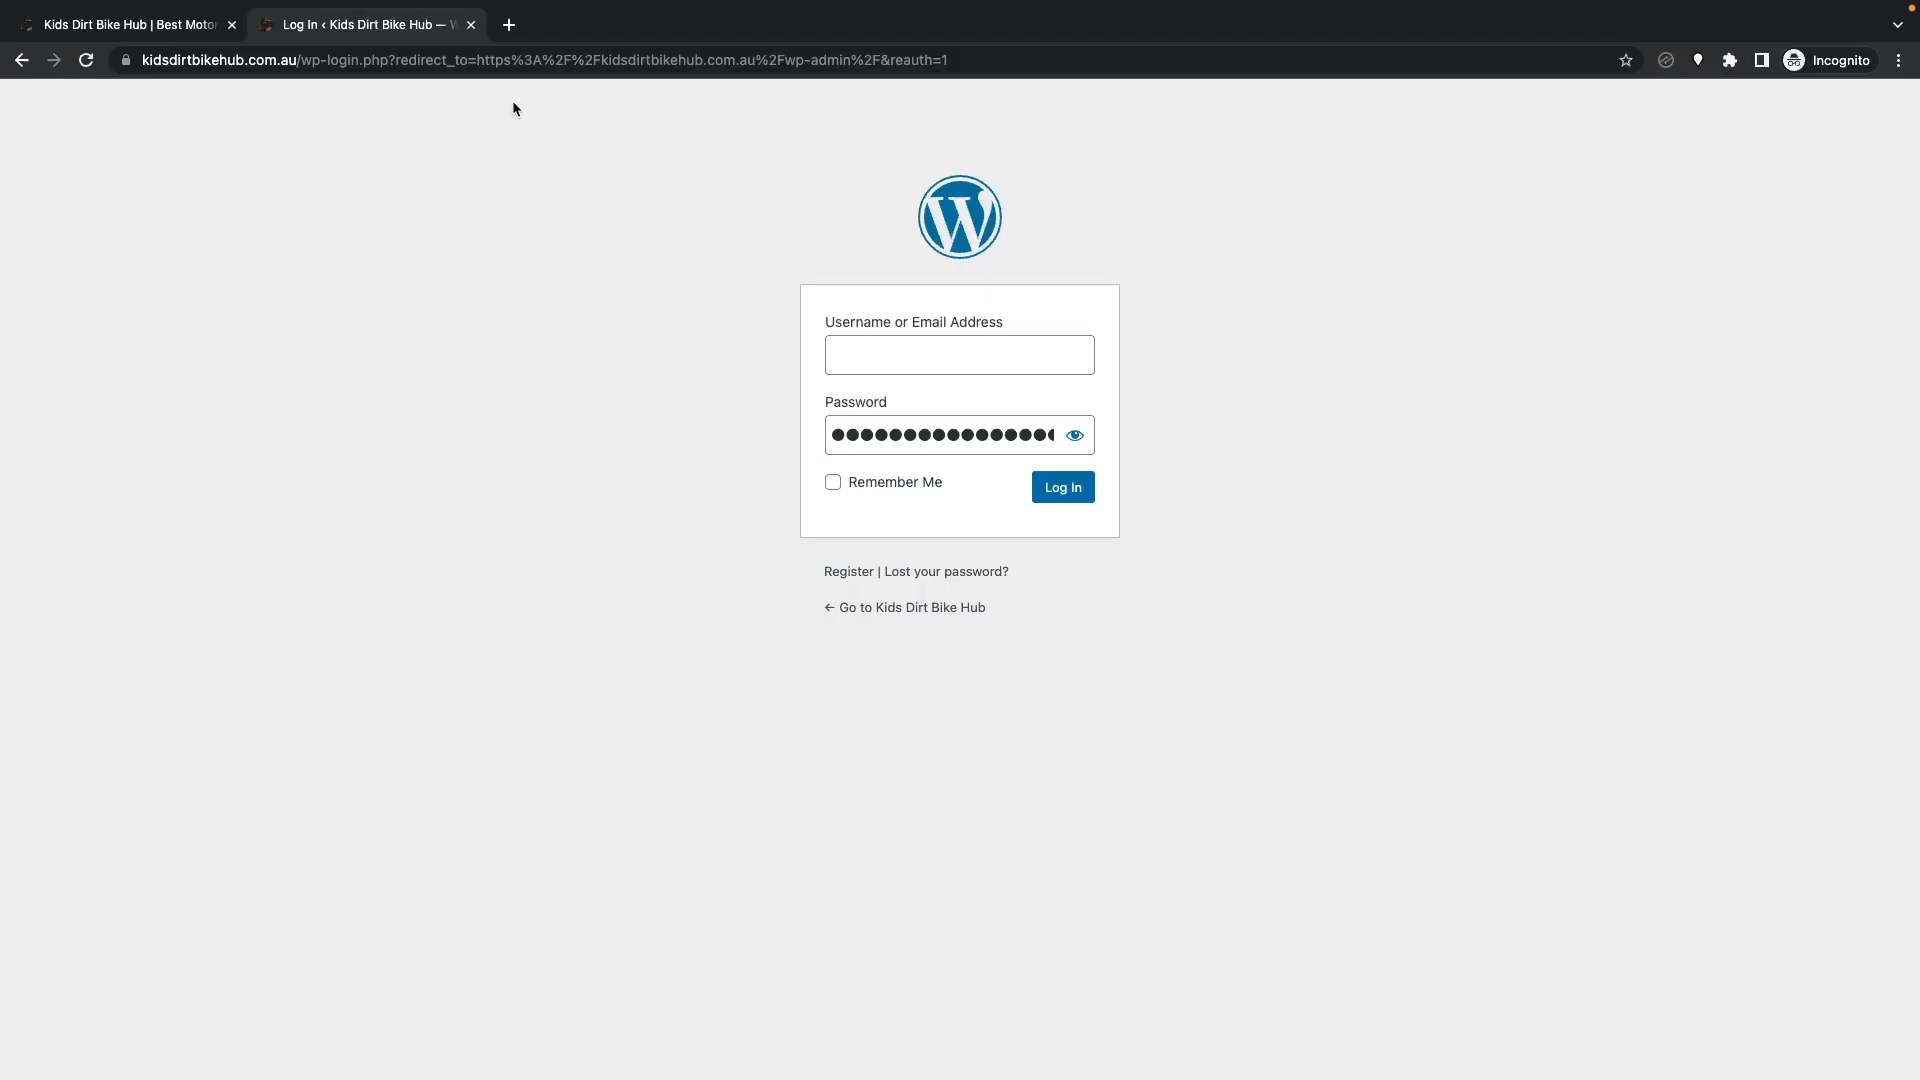 Kids Dirt Bike Hub | Best Motor
Log In ‹ Kids Dirt Bike Hub — W
kidsdirtbikehub.com.au/wp-login.php?redirect_to=https%3A%2F%2Fkidsdirtbikehub.com.au%2Fwp-admin%2F&reauth=1
Incognito
Username or Email Address
Password
Remember Me
Log In
Register | Lost your password?
← Go to Kids Dirt Bike Hub